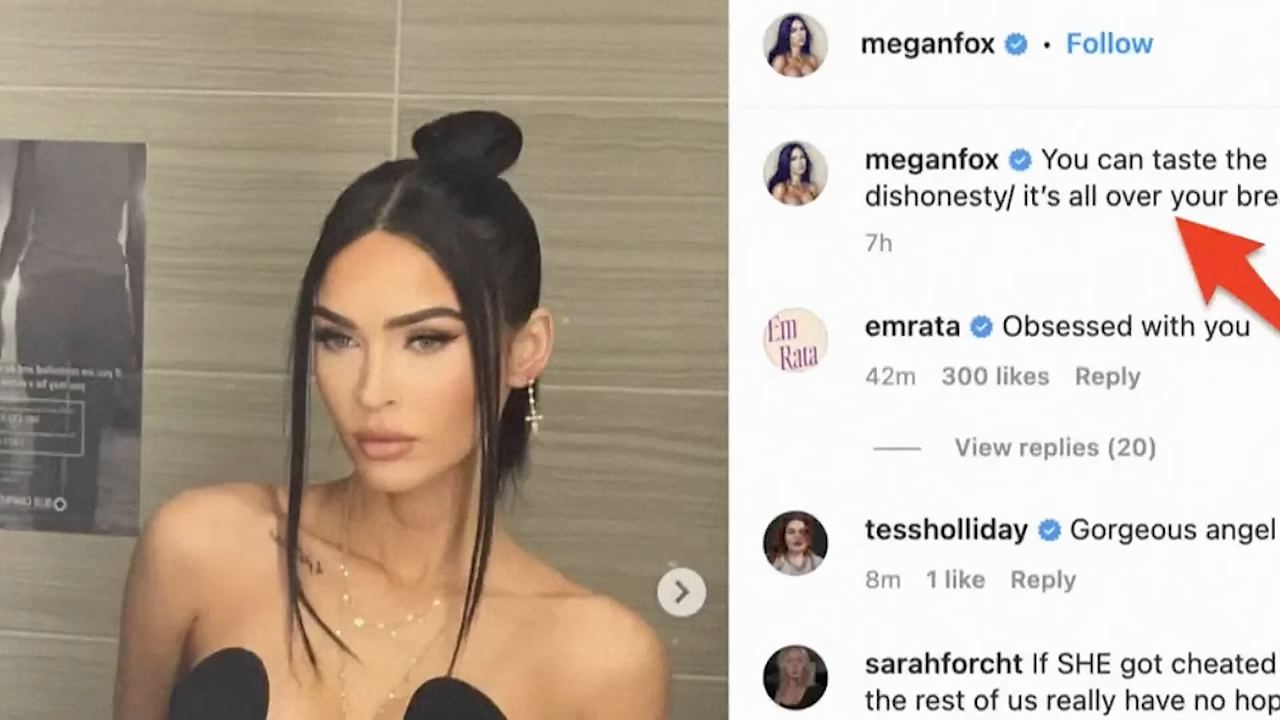 meganfox • Follow
meganfox You can taste the
dishonesty/ it's all over your bre
7h
Em
Rata
emrata Obsessed with you
42m 300 likes Reply
View replies (20)
tessholliday Gorgeous angel
8m 1 like Reply
sarahforcht If SHE got cheated
the rest of us really have no hop